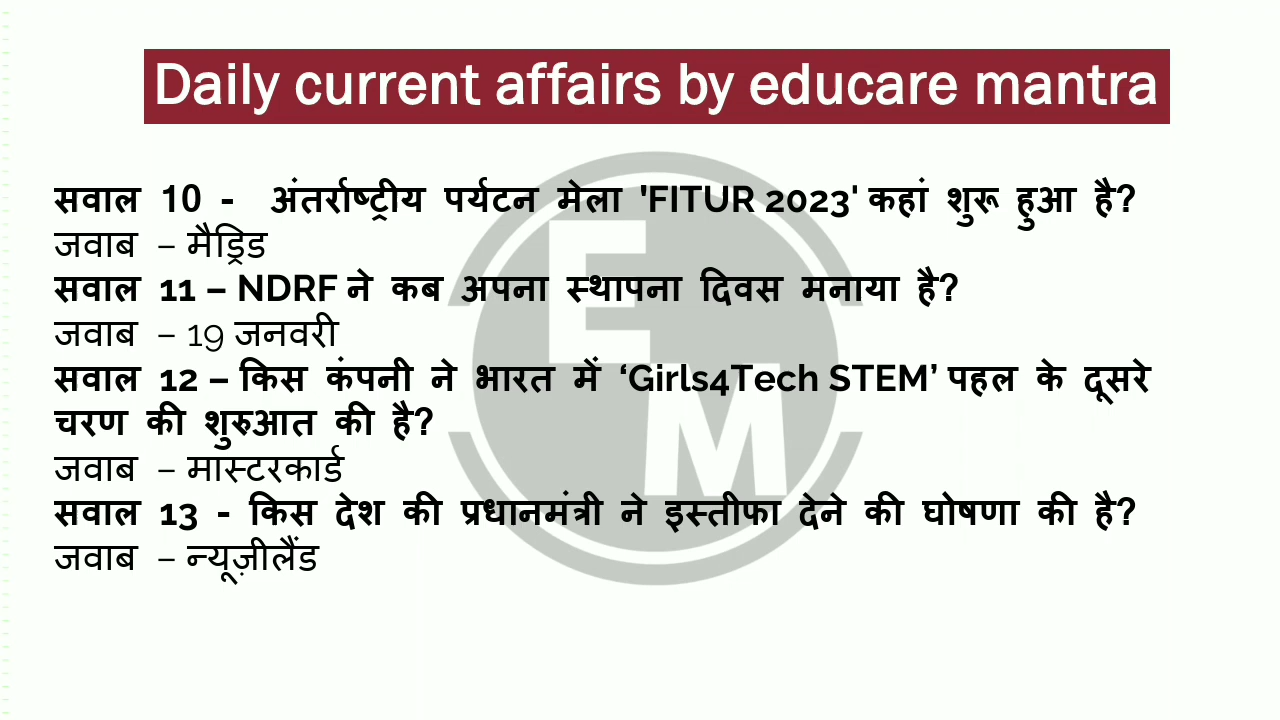 Daily current affairs by educare mantra
सवाल 10 - अंतर्राष्ट्रीय पर्यटन मेला 'FITUR 2023' कहां शुरू हुआ है?
जवाब – मैड्रिड
सवाल 11 – NDRF ने कब अपना स्थापना दिवस मनाया है?
जवाब – 19 जनवरी
सवाल 12 – किस कंपनी ने भारत में ‘Girls4Tech STEM’ पहल के दूसरे
चरण की शुरुआत की है?
जवाब – मास्टरकार्ड
सवाल 13 - किस देश की प्रधानमंत्री ने इस्तीफा देने की घोषणा की है?
जवाब – न्यूज़ीलैंड
EM